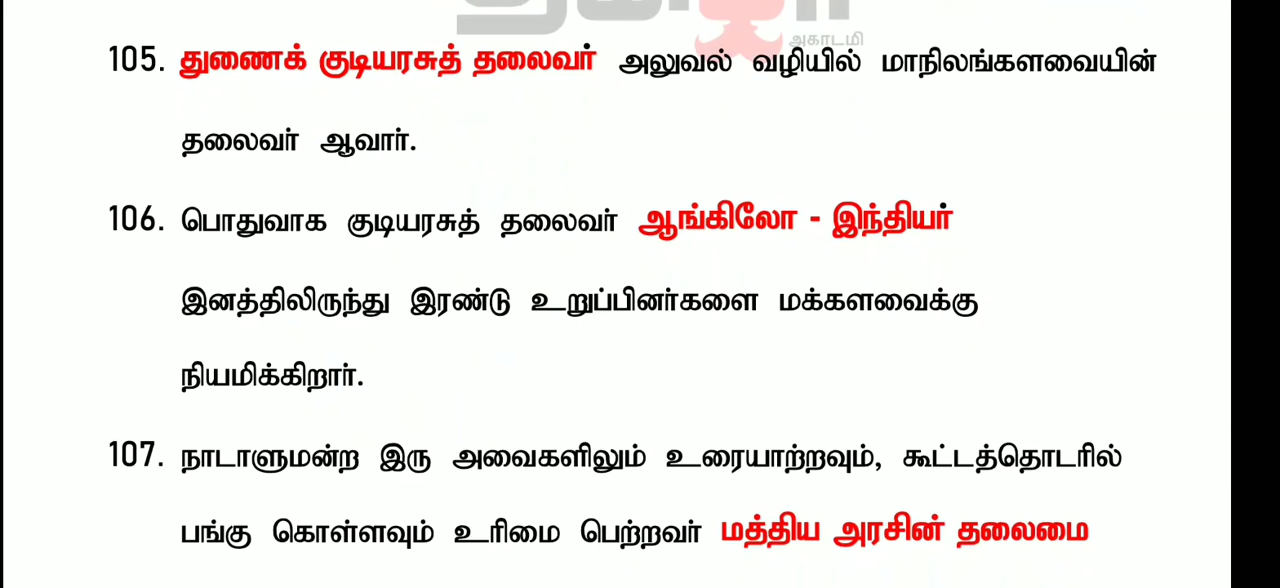 அகாடமி
105. துணைக் குடியரசுத் தலைவர் அலுவல் வழியில் மாநிலங்களவையின்
தலைவர் ஆவார்.
106. பொதுவாக குடியரசுத் தலைவர் ஆங்கிலோ - இந்தியர்
இனத்திலிருந்து இரண்டு உறுப்பினர்களை மக்களவைக்கு
நியமிக்கிறார்.
107. நாடாளுமன்ற இரு அவைகளிலும் உரையாற்றவும், கூட்டத்தொடரில்
பங்கு கொள்ளவும் உரிமை பெற்றவர் மத்திய அரசின் தலைமை